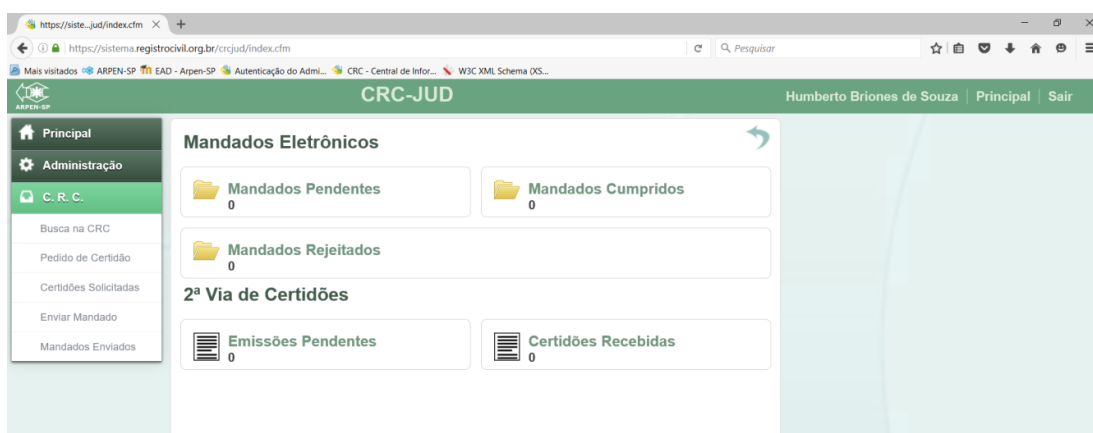 https://siste...jud/index.cfm
https://sistema.registrocivil.org.br/crcjud/index.cfm
Pesquisar
Mais visitados ARPEN-SP EAD - Arpen-SP Autenticação do Admi... CRC - Central de Infor... W3C XML Schema (XS...
ARPEN-SP
CRC-JUD
Humberto Briones de Souza | Principal | Sair
Principal
Administração
C. R. C.
Busca na CRC
Pedido de Certidão
Certidões Solicitadas
Enviar Mandado
Mandados Enviados
Mandados Eletrônicos
Mandados Pendentes
0
Mandados Cumpridos
0
Mandados Rejeitados
0
2ª Via de Certidões
Emissões Pendentes
0
Certidões Recebidas
0